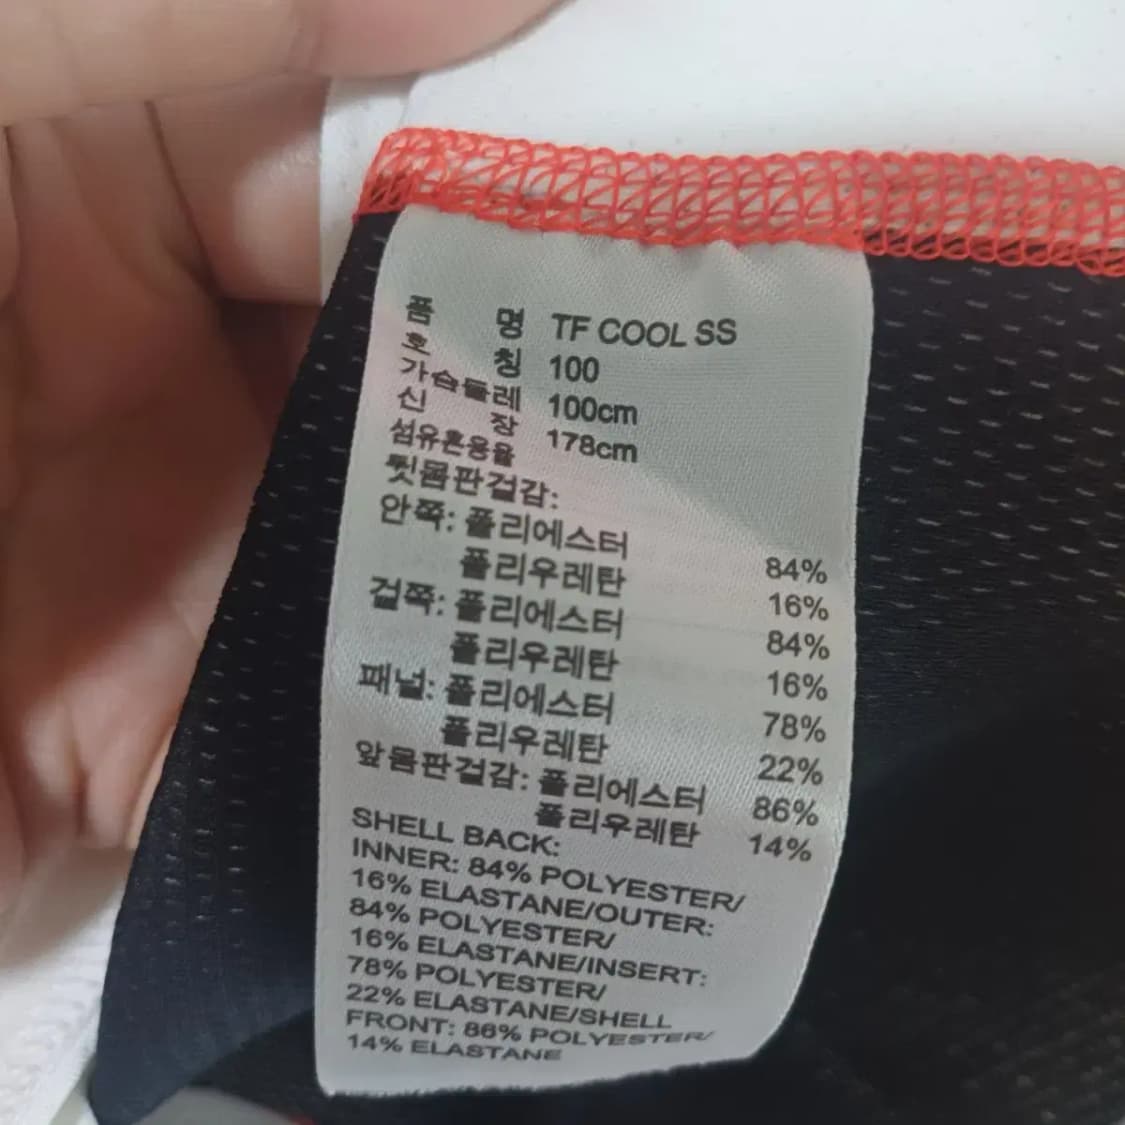 품 명 TF COOL SS
호 칭 100
가슴둘레 100cm
신 장 178cm
섬유혼용율
뒷몸판겉감:
안쪽: 폴리에스터 84%
폴리우레탄 16%
겉쪽: 폴리에스터 84%
폴리우레탄 16%
패널: 폴리에스터 78%
폴리우레탄 22%
앞몸판겉감: 폴리에스터 86%
폴리우레탄 14%
SHELL BACK:
INNER: 84% POLYESTER/
16% ELASTANE/OUTER:
84% POLYESTER/
16% ELASTANE/INSERT:
78% POLYESTER/
22% ELASTANE/SHELL
FRONT: 86% POLYESTER/
14% ELASTANE